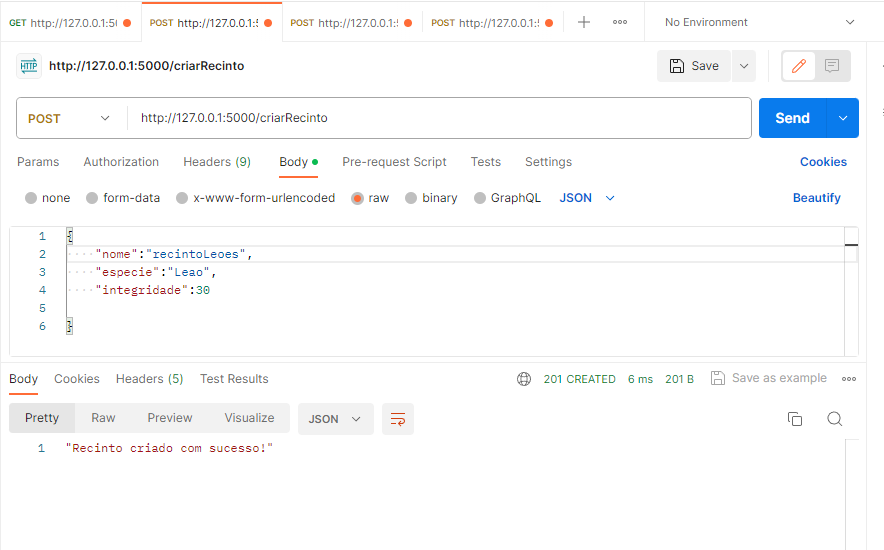 GET http://127.0.0.1:50 POST http://127.0.0.1:5 POST http://127.0.0.1:5 POST http://127.0.0.1:5 No Environment
HTTP http://127.0.0.1:5000/criarRecinto Save
POST http://127.0.0.1:5000/criarRecinto Send
Params Authorization Headers (9) Body Pre-request Script Tests Settings Cookies
none form-data x-www-form-urlencoded raw binary GraphQL JSON Beautify
1 {
2 "nome":"recintoLeoes",
3 "especie":"Leao",
4 "integridade":30
5
6 }
Body Cookies Headers (5) Test Results 201 CREATED 6 ms 201 B Save as example
Pretty Raw Preview Visualize JSON
1 "Recinto criado com sucesso!"